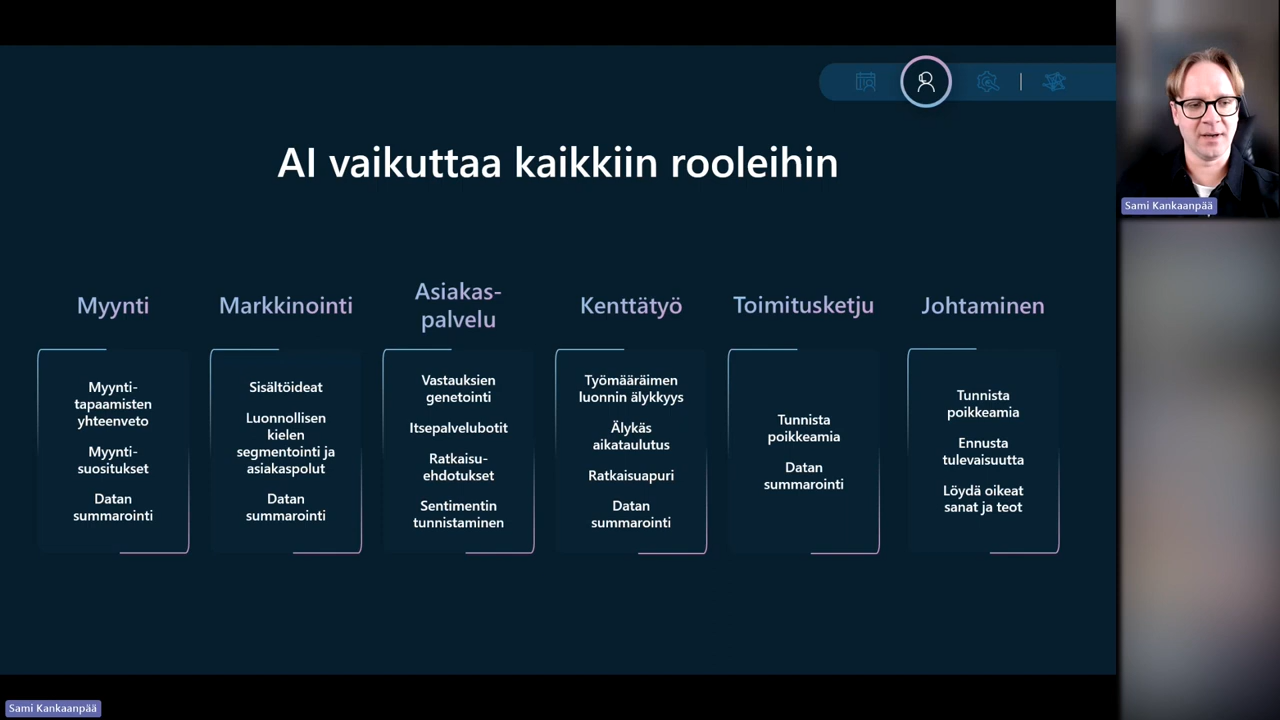 AI vaikuttaa kaikkiin rooleihin
Myynti
Myynti-
tapaamisten
yhteenveto
Myynti-
suositukset
Datan
summarointi
Markkinointi
Sisältöideat
Luonnollisen
kielen
segmentointi ja
asiakaspolut
Datan
summarointi
Asiakas-
palvelu
Vastauksien
genetointi
Itsepalvelubotit
Ratkaisu-
ehdotukset
Sentimentin
tunnistaminen
Kenttätyö
Työmääräimen
luonnin älykkyys
Älykäs
aikataulutus
Ratkaisuapuri
Datan
summarointi
Toimitusketju
Tunnista
poikkeamia
Datan
summarointi
Johtaminen
Tunnista
poikkeamia
Ennusta
tulevaisuutta
Löydä oikeat
sanat ja teot
Sami Kankaanpää
Sami Kankaanpää